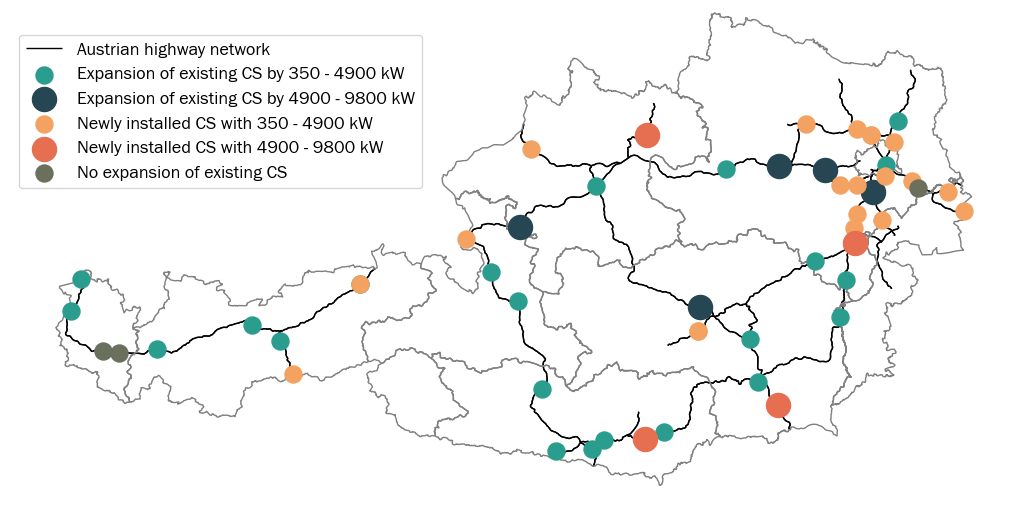 Austrian highway network
Expansion of existing CS by 350 - 4900 kW
Expansion of existing CS by 4900 - 9800 kW
Newly installed CS with 350 - 4900 kW
Newly installed CS with 4900 - 9800 kW
No expansion of existing CS